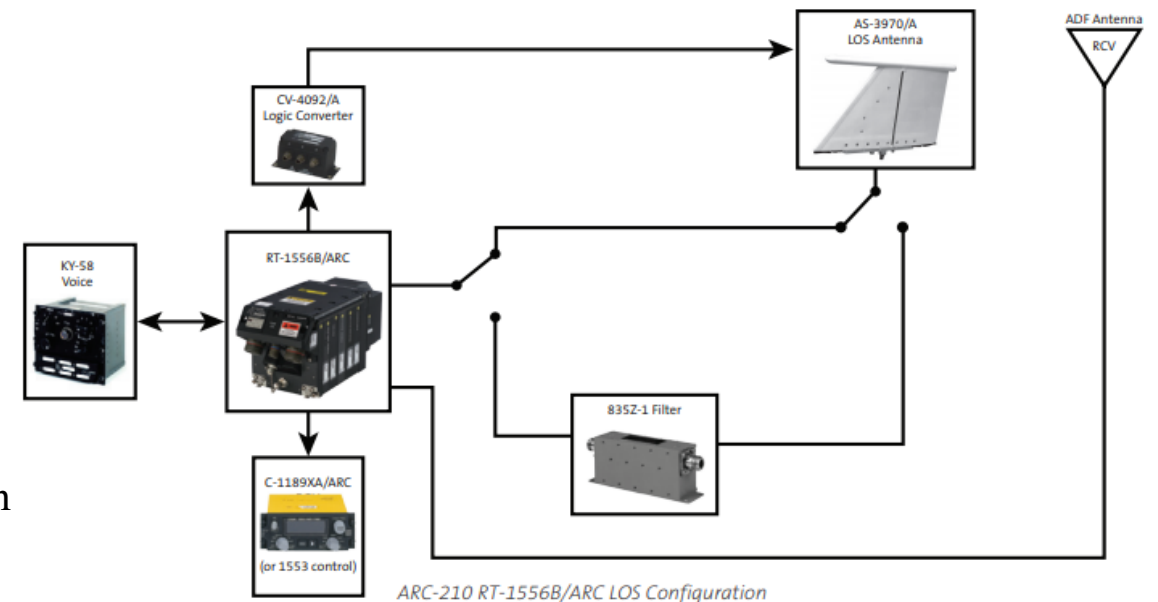 AS-3970/A
LOS Antenna
ADF Antenna
RCV
CV-4092/A
Logic Converter
RT-1556B/ARC
KY-58
Voice
835Z-1 Filter
C-1189XA/ARC
(or 1553 control)
n
ARC-210 RT-1556B/ARC LOS Configuration